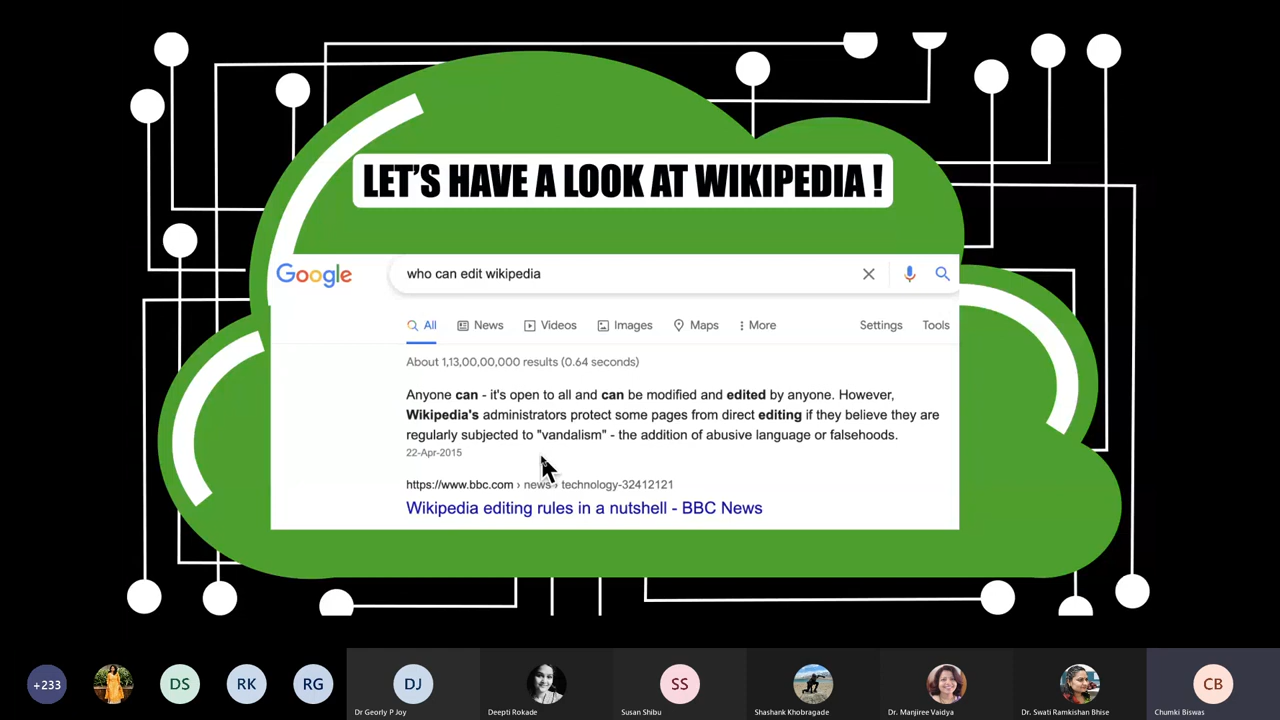 LET'S HAVE A LOOK AT WIKIPEDIA !
Google
who can edit wikipedia
All News Videos Images Maps More Settings Tools
About 1,13,00,00,000 results (0.64 seconds)
Anyone can - it's open to all and can be modified and edited by anyone. However,
Wikipedia's administrators protect some pages from direct editing if they believe they are
regularly subjected to "vandalism" - the addition of abusive language or falsehoods.
22-Apr-2015
https://www.bbc.com › news › technology-32412121
Wikipedia editing rules in a nutshell - BBC News
+233 DS RK RG DJ SS CB
Dr Georly P Joy Deepti Rokade Susan Shibu Shashank Khobragade Dr. Manjiree Vaidya Dr. Swati Ramkishan Bhise Chumki Biswas